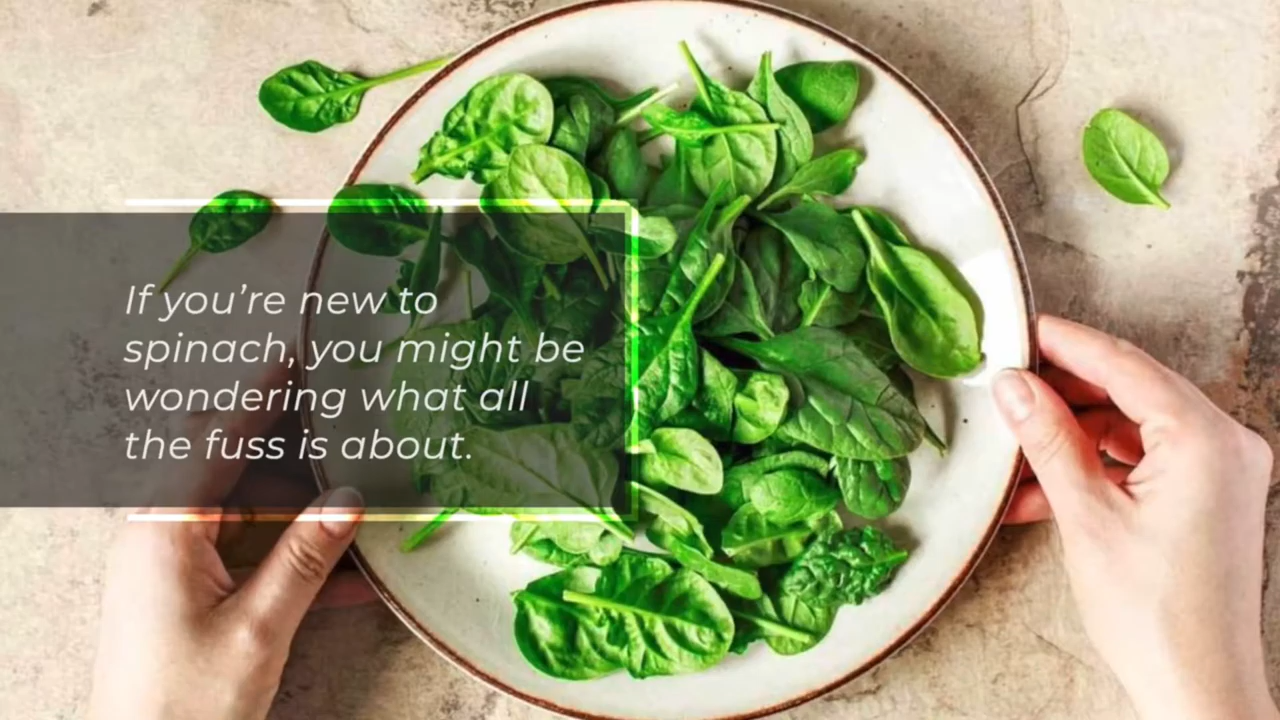 If you’re new to
spinach, you might be
wondering what all
the fuss is about.